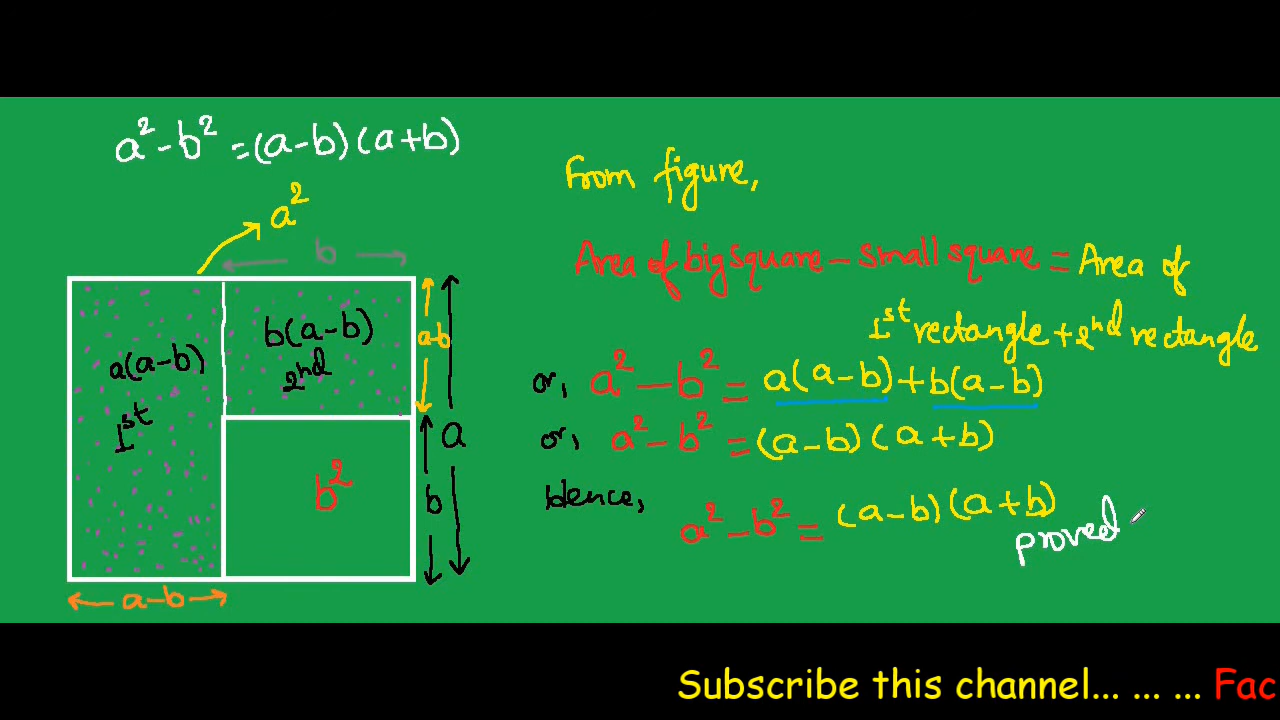 a²-b² = (a-b)(a+b)
a²
b
a(a-b)
1st
b(a-b)
2nd
a-b
a
b²
b
a-b
From figure,
Area of big square - small square = Area of
1st rectangle + 2nd rectangle
or, a² - b² = a(a-b)+b(a-b)
or, a² - b² = (a-b)(a+b)
Hence,
a² - b² = (a-b)(a+b)
proved
Subscribe this channel... ... ... Fac